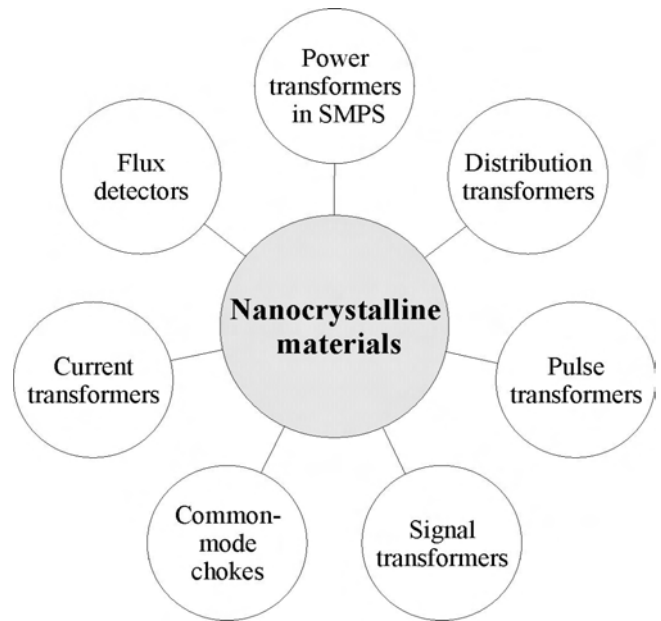 Power
transformers
in SMPS
Flux
detectors
Distribution
transformers
Nanocrystalline
materials
Current
transformers
Pulse
transformers
Common-
mode
chokes
Signal
transformers